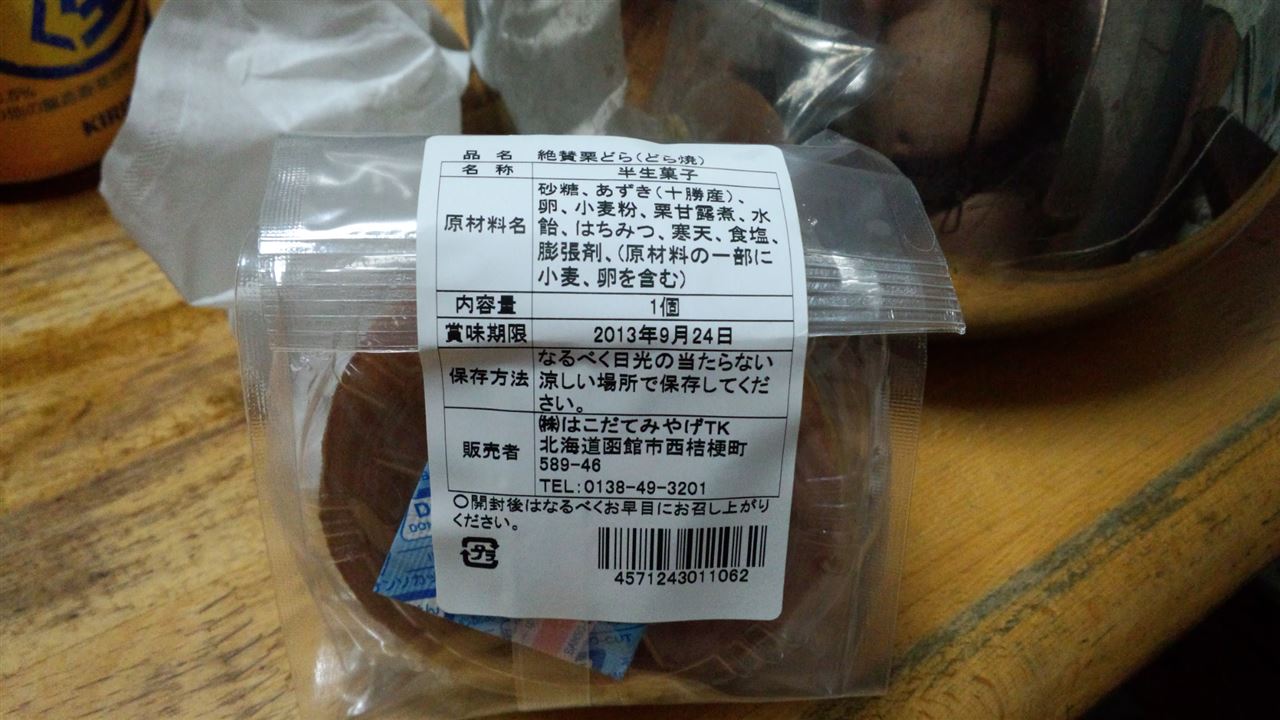 KIRI
品名 絶賛栗どら(どら焼)
名称 半生菓子
原材料名 砂糖、あずき(十勝産)、
卵、小麦粉、栗甘露煮、水
飴、はちみつ、寒天、食塩、
膨張剤、(原材料の一部に
小麦、卵を含む)
内容量 1個
賞味期限 2013年9月24日
保存方法 なるべく日光の当たらない
涼しい場所で保存してくだ
さい。
販売者 ㈱はこだてみやげTK
北海道函館市西桔梗町
589-46
TEL:0138-49-3201
○開封後はなるべくお早目にお召し上がり
ください。
プラ
4571243011062